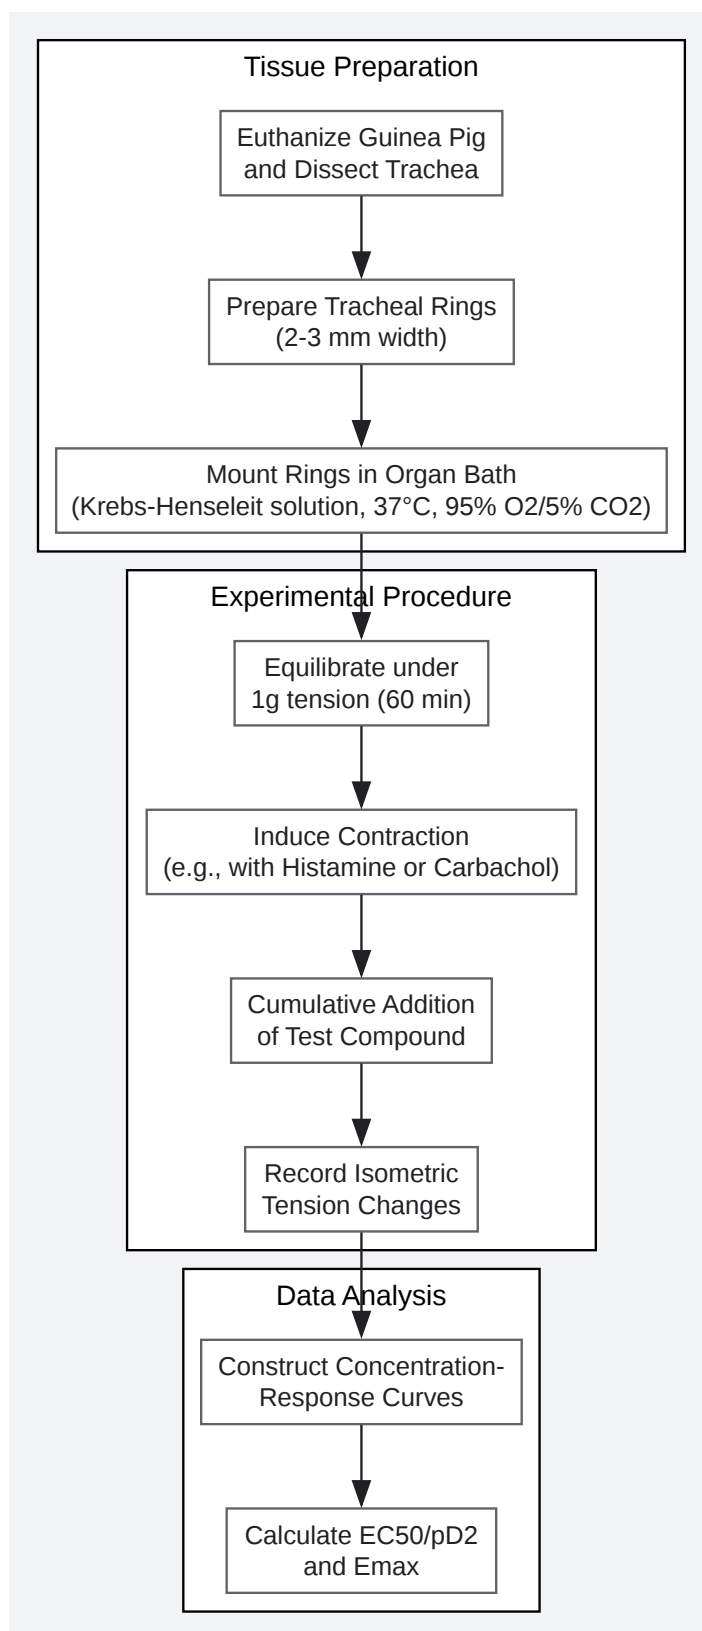 Tissue Preparation
Euthanize Guinea Pig
and Dissect Trachea
Prepare Tracheal Rings
(2-3 mm width)
Mount Rings in Organ Bath
(Krebs-Henseleit solution, 37°C, 95% O2/5% CO2)
Experimental Procedure
Equilibrate under
1g tension (60 min)
Induce Contraction
(e.g., with Histamine or Carbachol)
Cumulative Addition
of Test Compound
Record Isometric
Tension Changes
Data Analysis
Construct Concentration-
Response Curves
Calculate EC50/pD2
and Emax